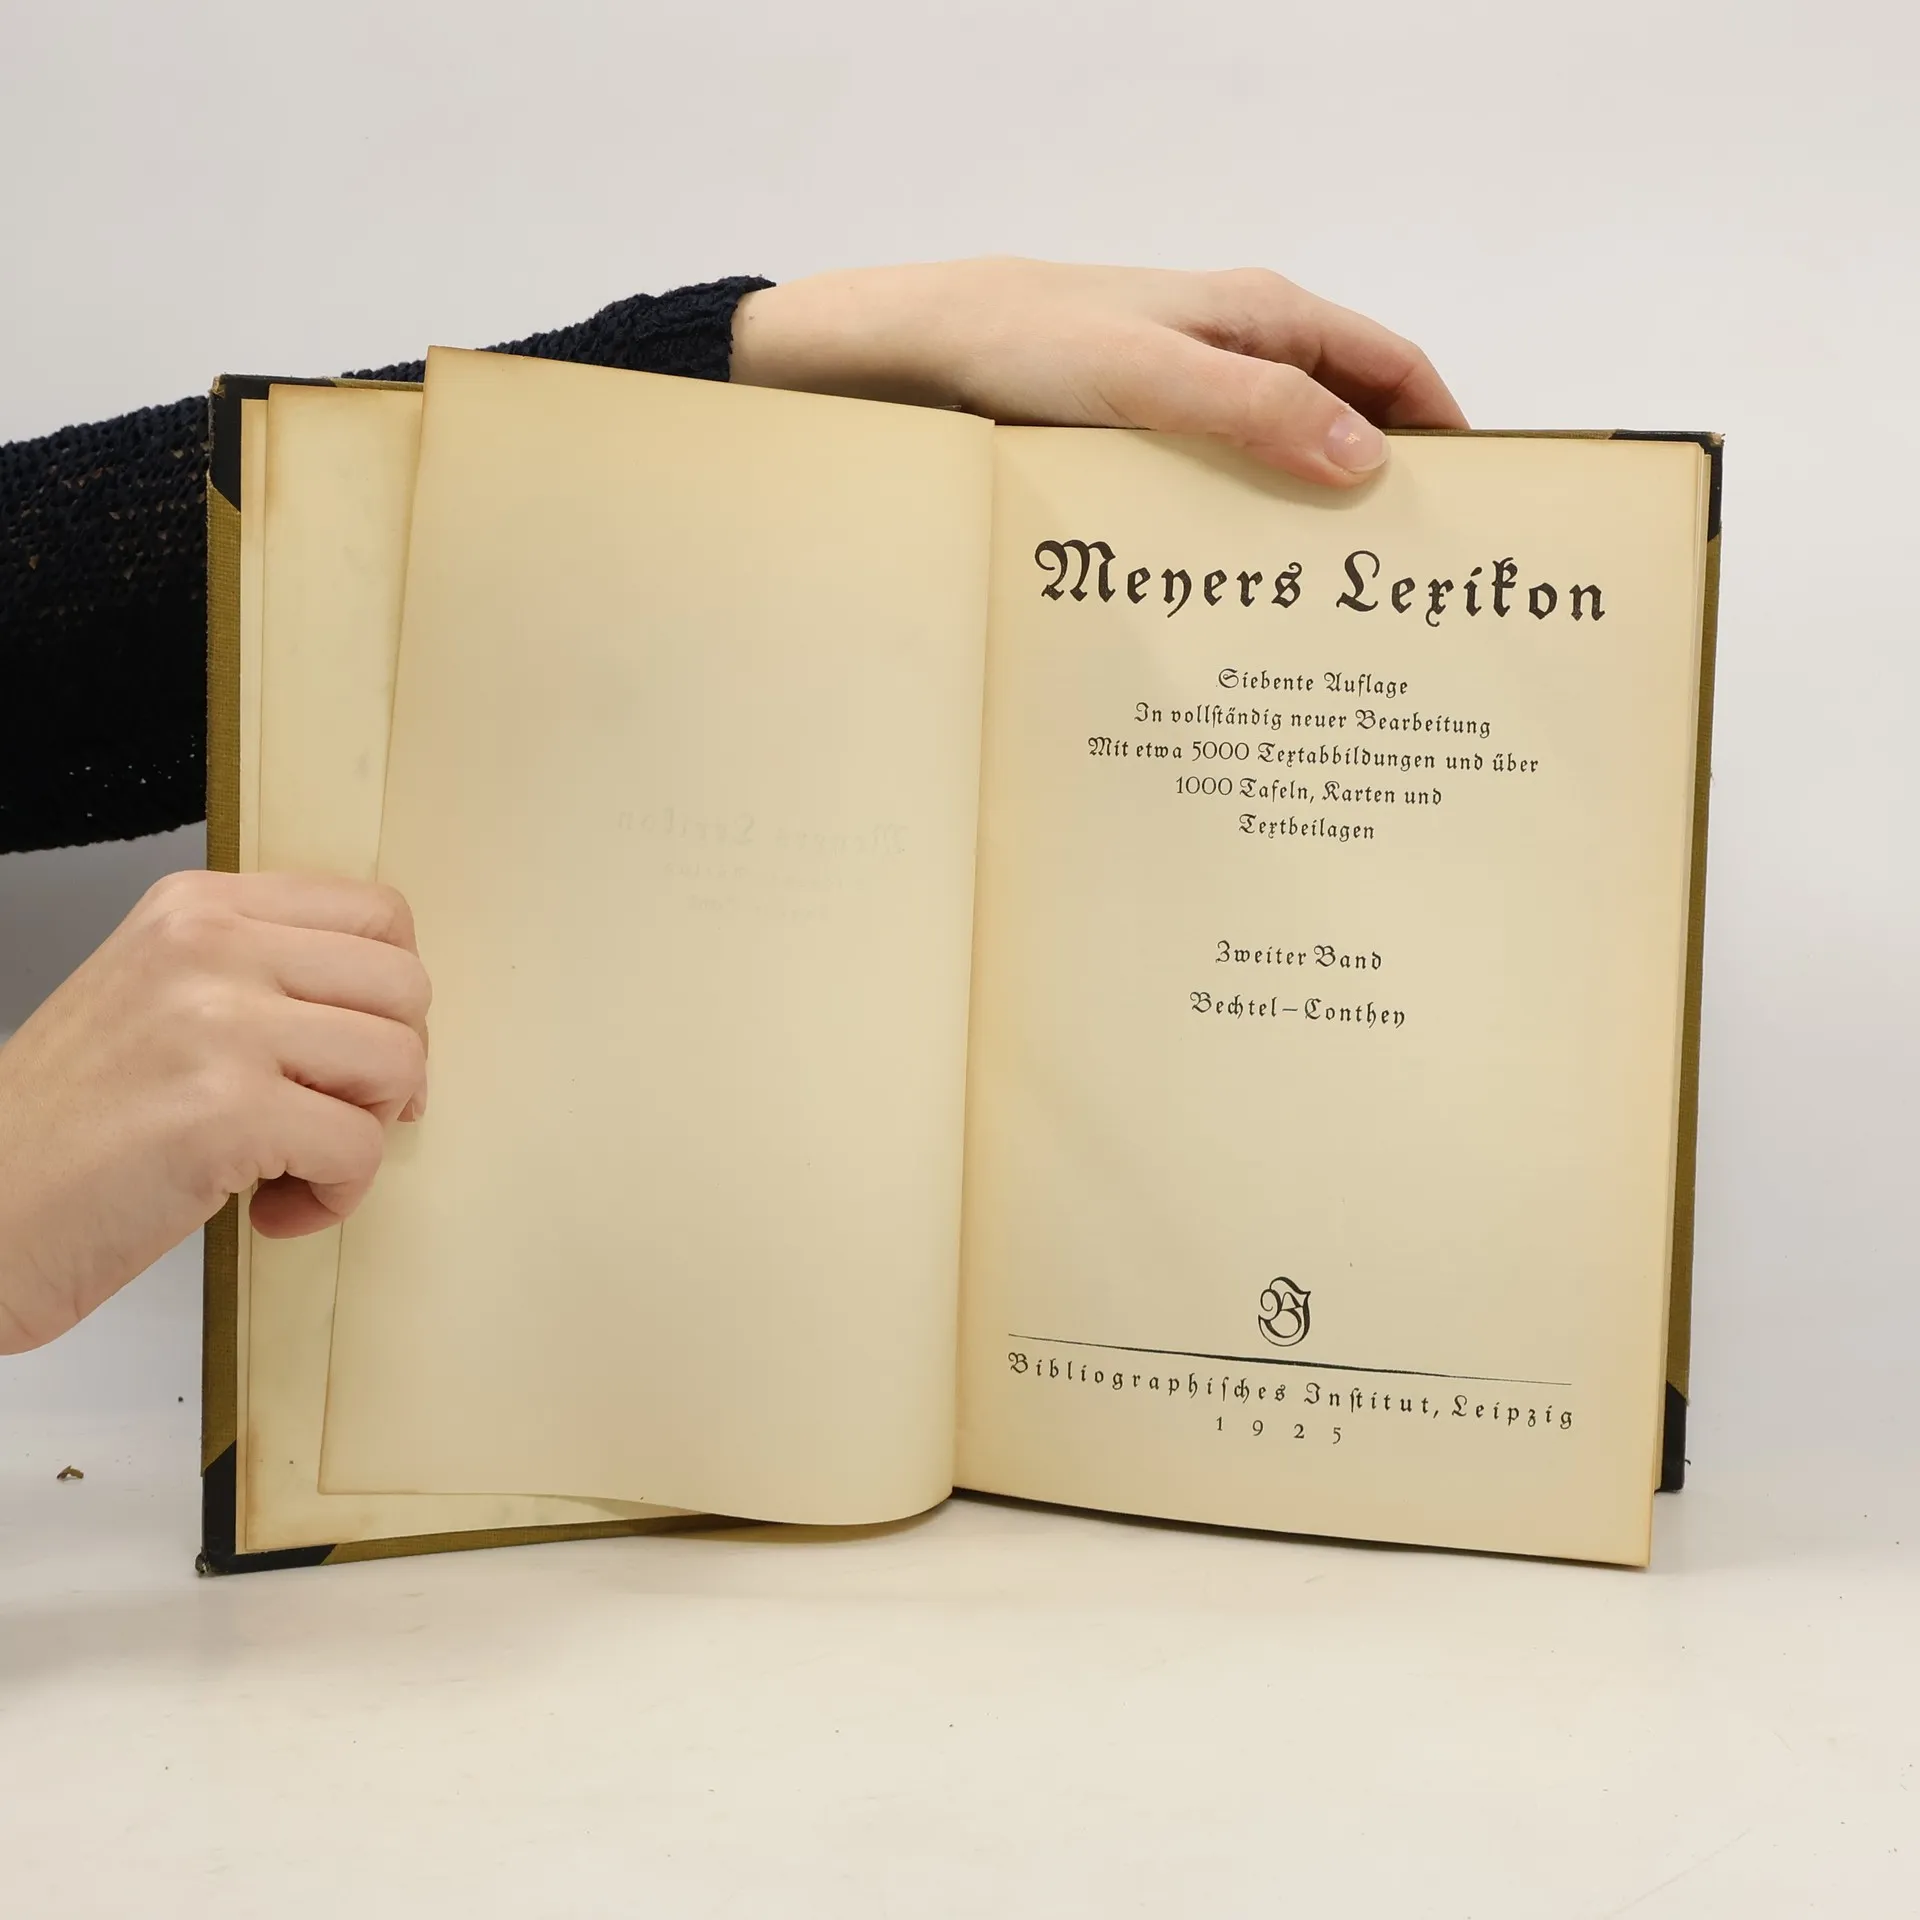 Meyers Lexikon
Siebente Auflage
In vollſtändig neuer Bearbeitung
Mit etwa 5000 Textabbildungen und über
1000 Tafeln, Karten und
Textbeilagen
Zweiter Band
Bechtel–Conthey
BI
Bibliographiſches Inſtitut, Leipzig
1925